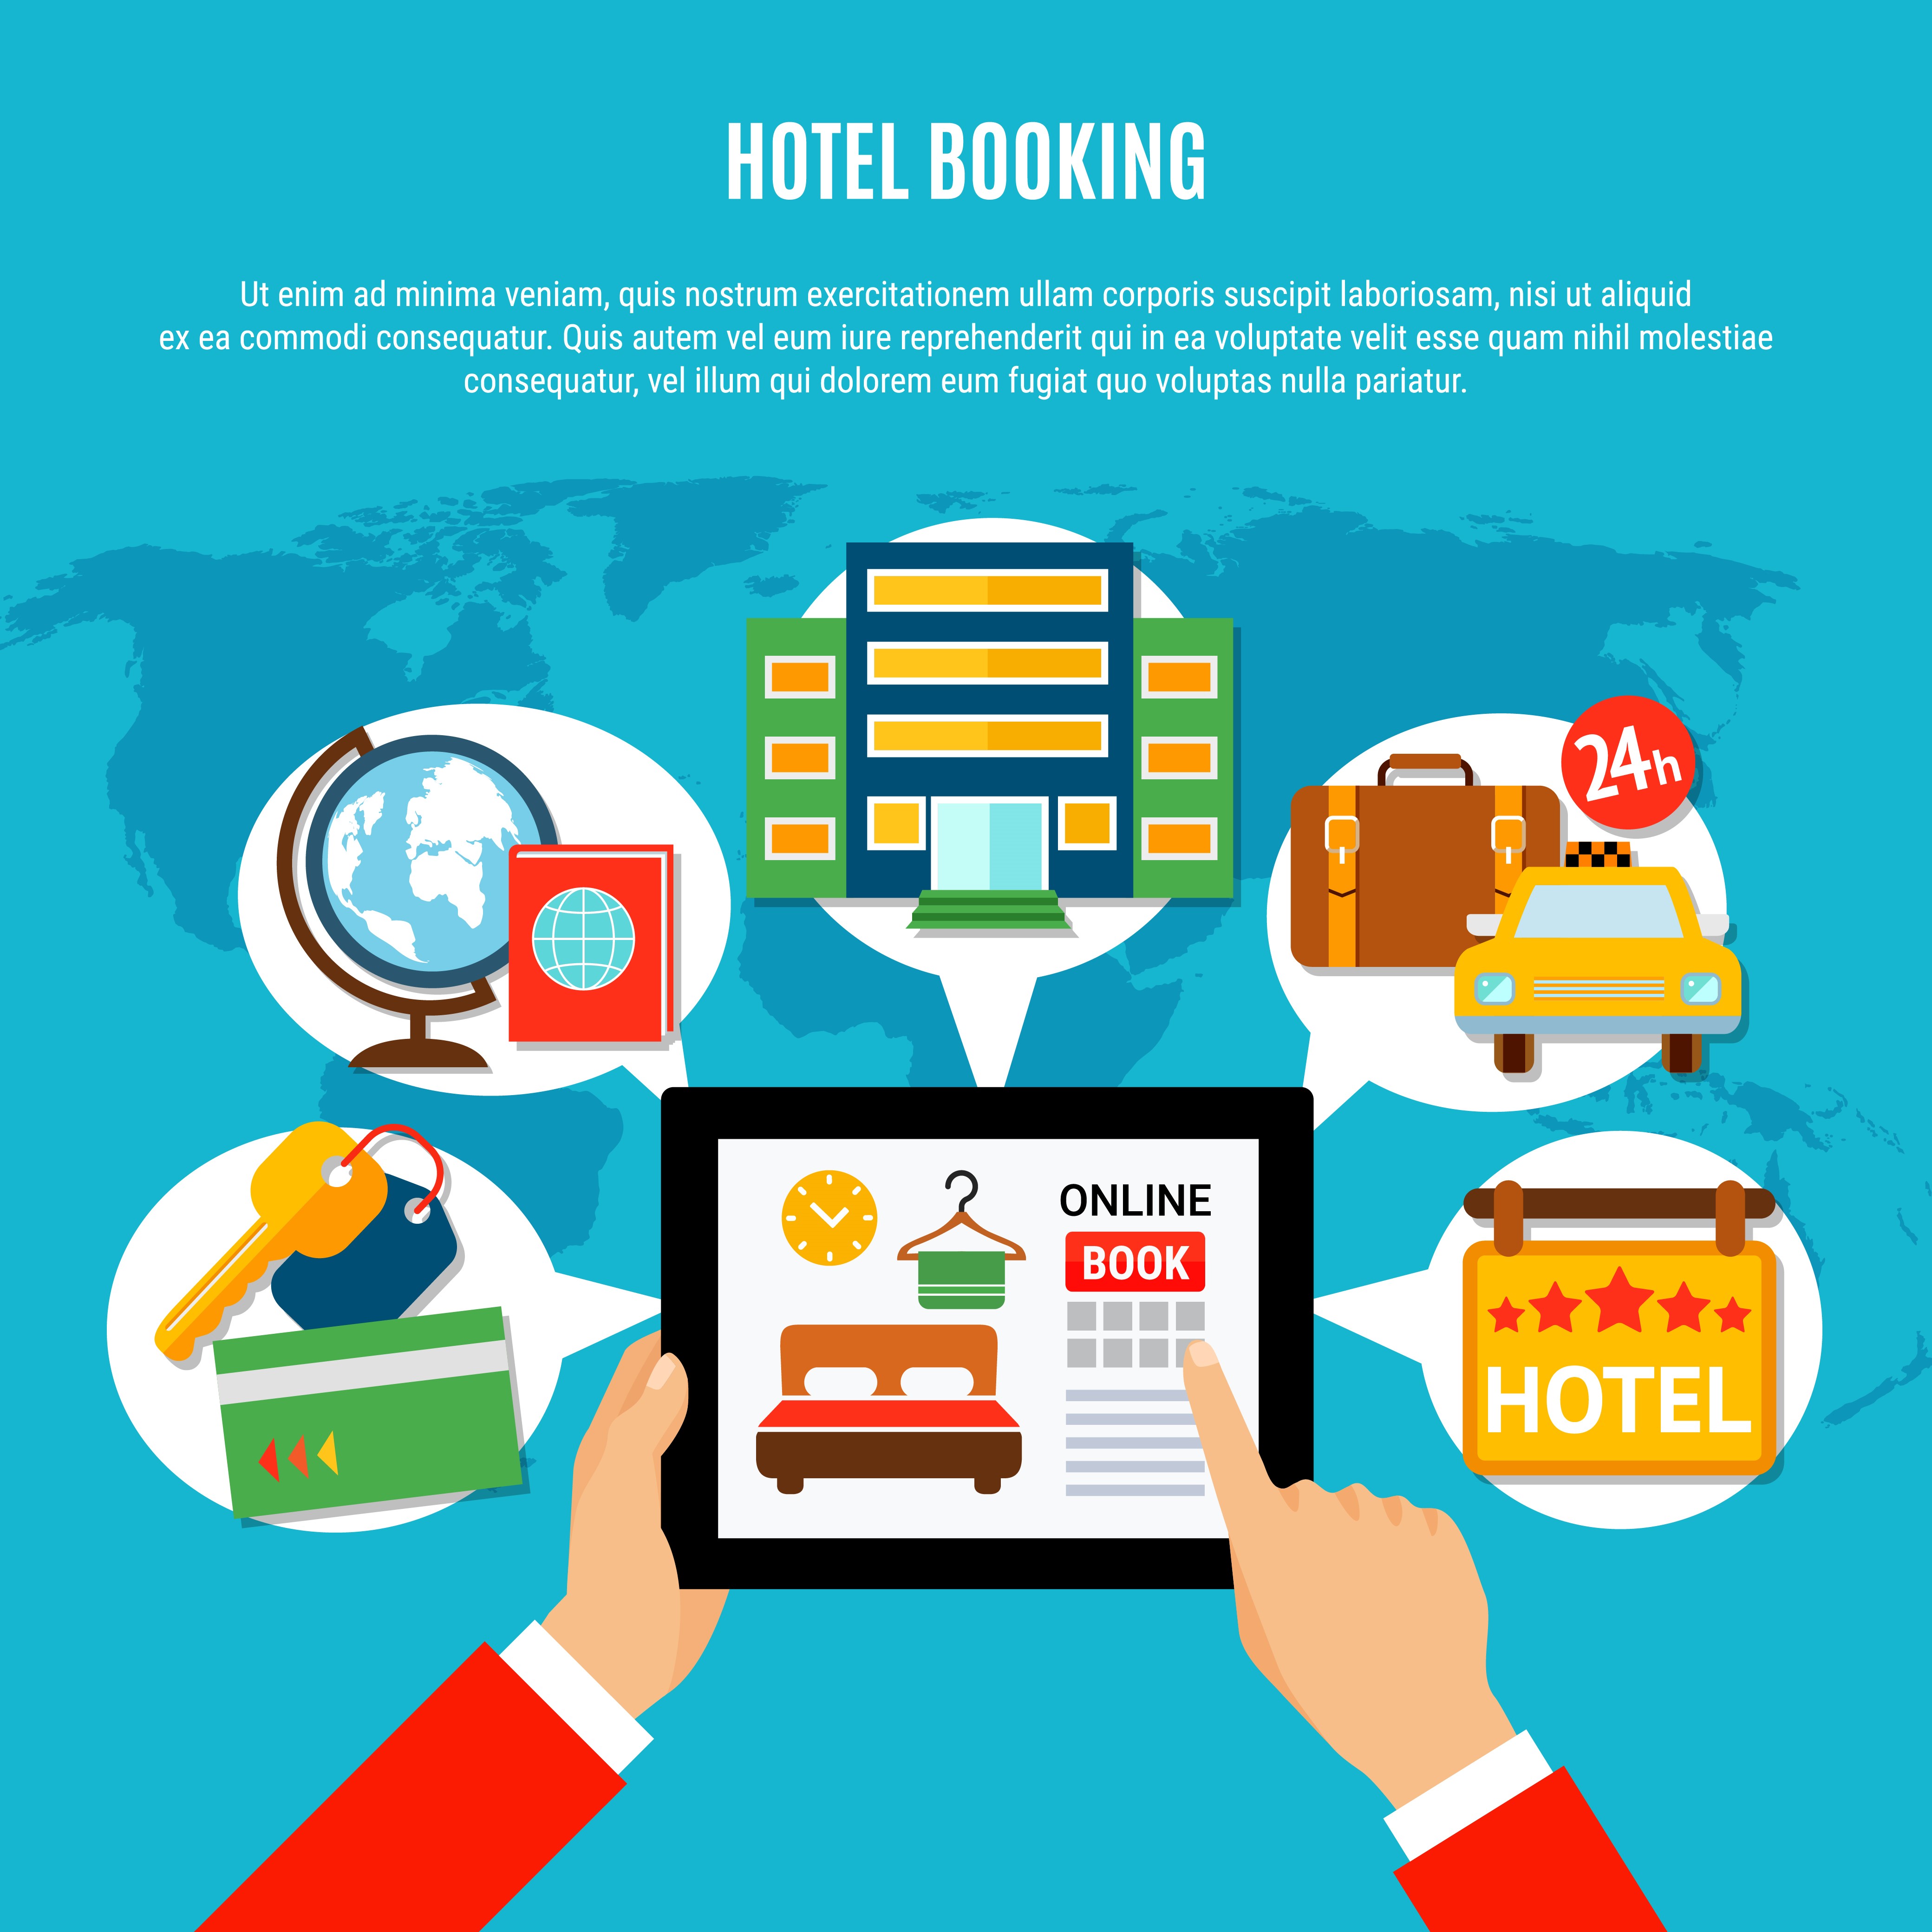 HOTEL BOOKING
Ut enim ad minima veniam, quis nostrum exercitationem ullam corporis suscipit laboriosam, nisi ut aliquid
ex ea commodi consequatur. Quis autem vel eum iure reprehenderit qui in ea voluptate velit esse quam nihil molestiae
consequatur, vel illum qui dolorem eum fugiat quo voluptas nulla pariatur.
24h
ONLINE
BOOK
HOTEL